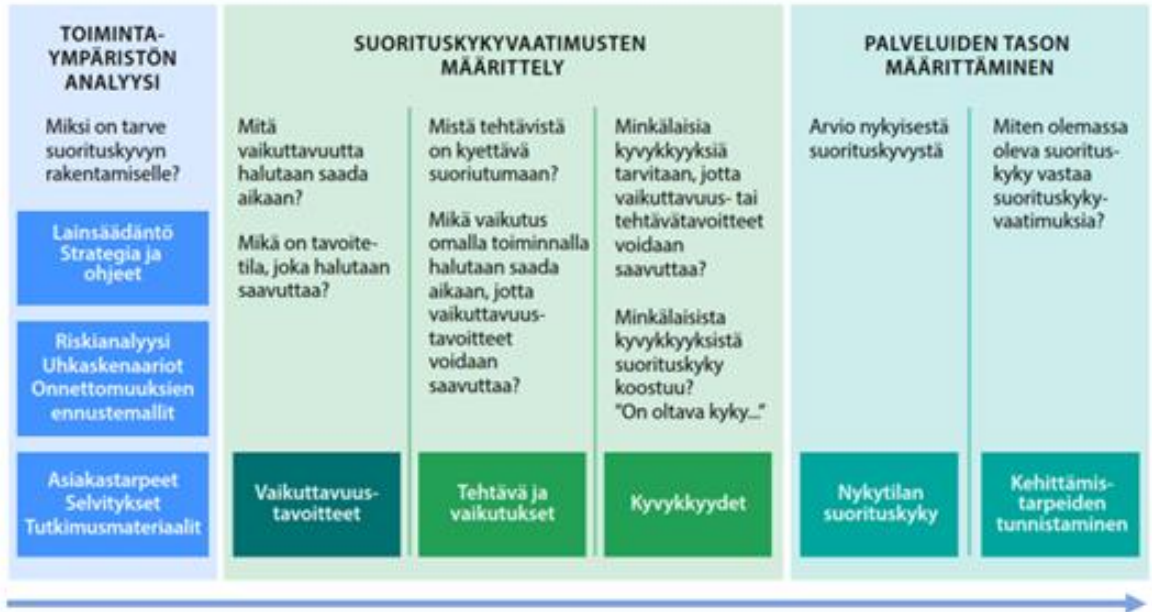 TOIMINTA-
YMPÄRISTÖN
ANALYYSI
Miksi on tarve
suorituskyvyn
rakentamiselle?
Lainsäädäntö
Strategia ja
ohjeet
Riskianalyysi
Uhkaskenaariot
Onnettomuuksien
ennustemallit
Asiakastarpeet
Selvitykset
Tutkimusmateriaalit
SUORITUSKYKYVAATIMUSTEN
MÄÄRITTELY
Mitä
vaikuttavuutta
halutaan saada
aikaan?
Mikä on tavoite-
tila, joka halutaan
saavuttaa?
Vaikuttavuus-
tavoitteet
Mistä tehtävistä
on kyettävä
suoriutumaan?
Mikä vaikutus
omalla toiminnalla
halutaan saada
aikaan, jotta
vaikuttavuus-
tavoitteet
voidaan
saavuttaa?
Tehtävä ja
vaikutukset
Minkälaisia
kyvykkyyksiä
tarvitaan, jotta
vaikuttavuus- tai
tehtävätavoitteet
voidaan
saavuttaa?
Minkälaisista
kyvykkyyksistä
suorituskyky
koostuu?
"On oltava kyky..."
Kyvykkyydet
PALVELUIDEN TASON
MÄÄRITTÄMINEN
Arvio nykyisestä
suorituskyvystä
Nykytilan
suorituskyky
Miten olemassa
oleva suoritus-
kyky vastaa
suorituskyky-
vaatimuksia?
Kehittämis-
tarpeiden
tunnistaminen